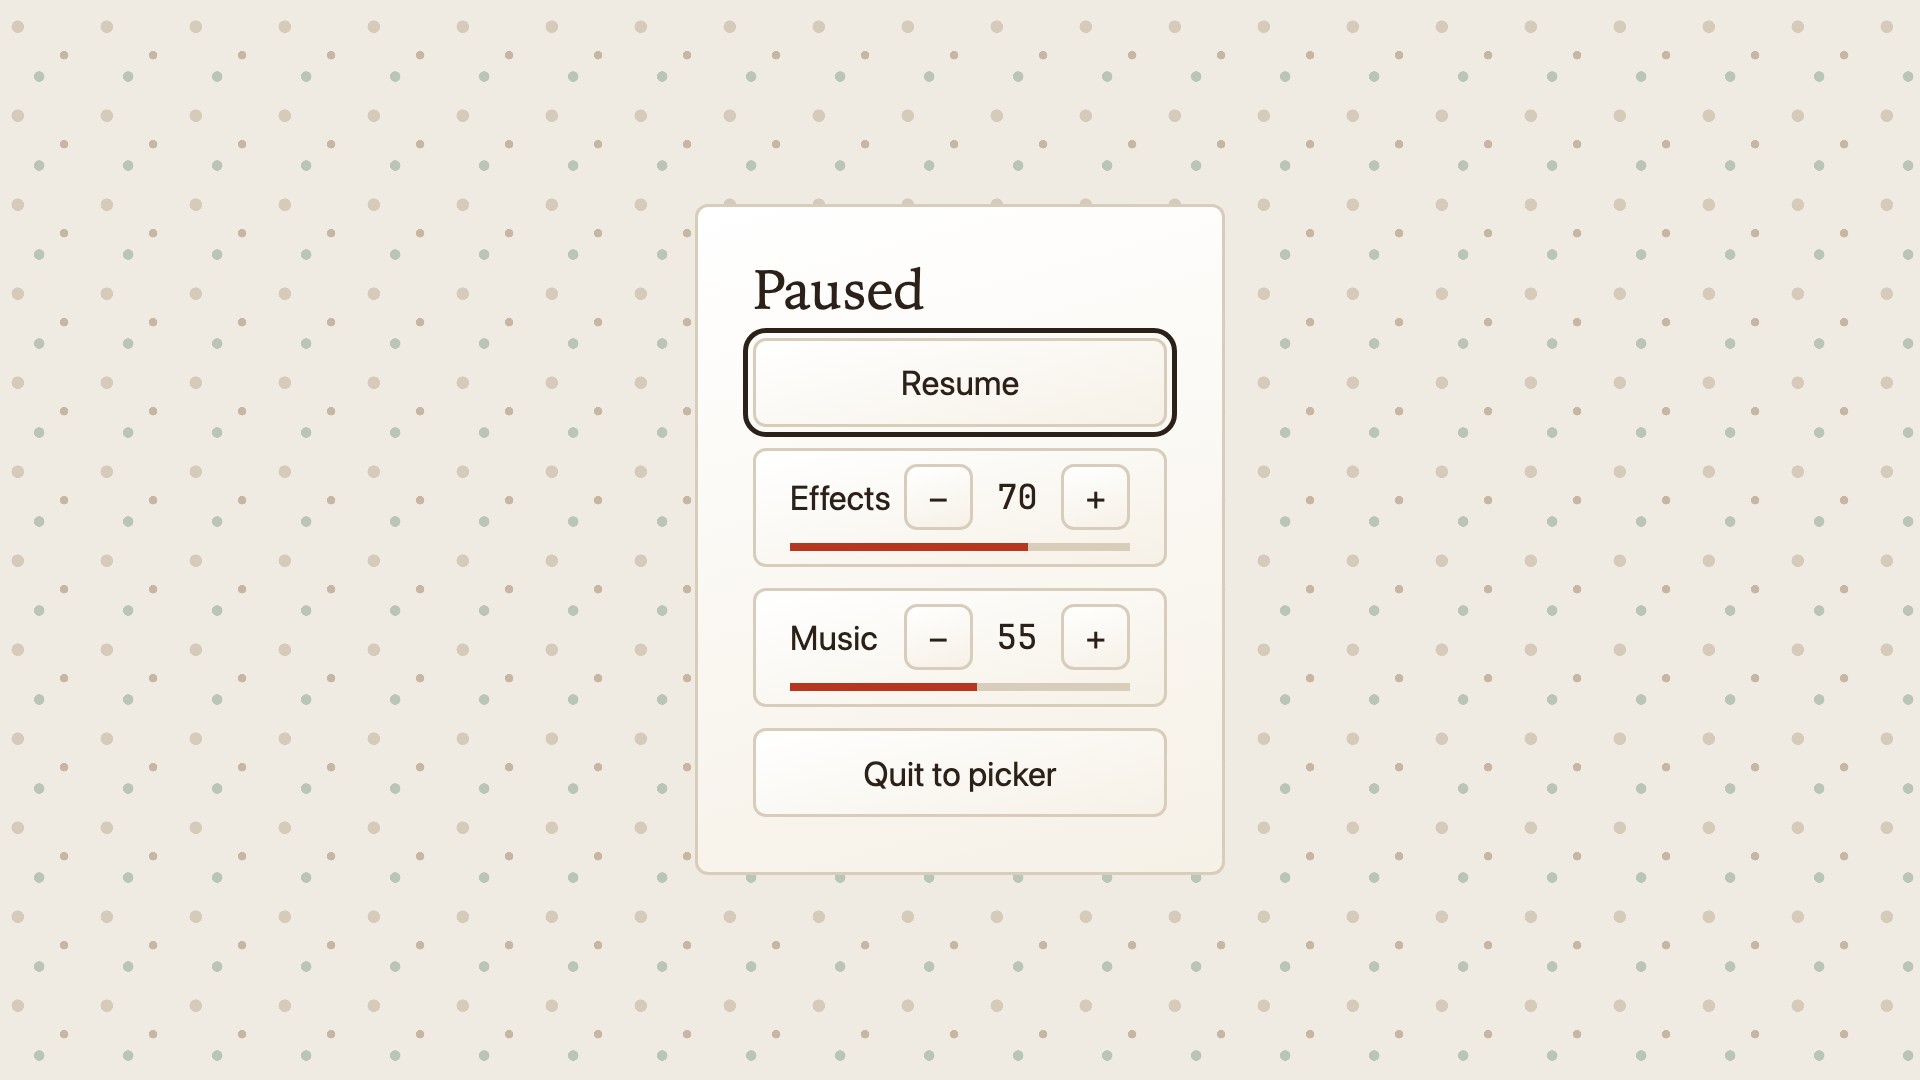 Paused
Resume
Effects − 70 +
Music − 55 +
Quit to picker